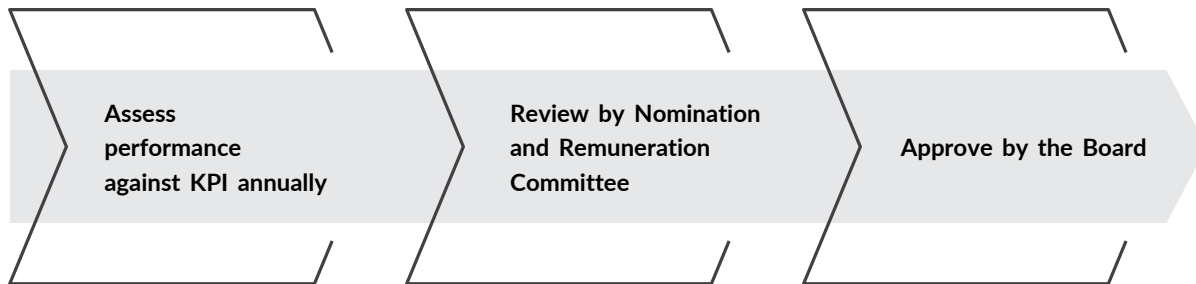 Assess
performance
against KPI annually
Review by Nomination
and Remuneration
Committee
Approve by the Board